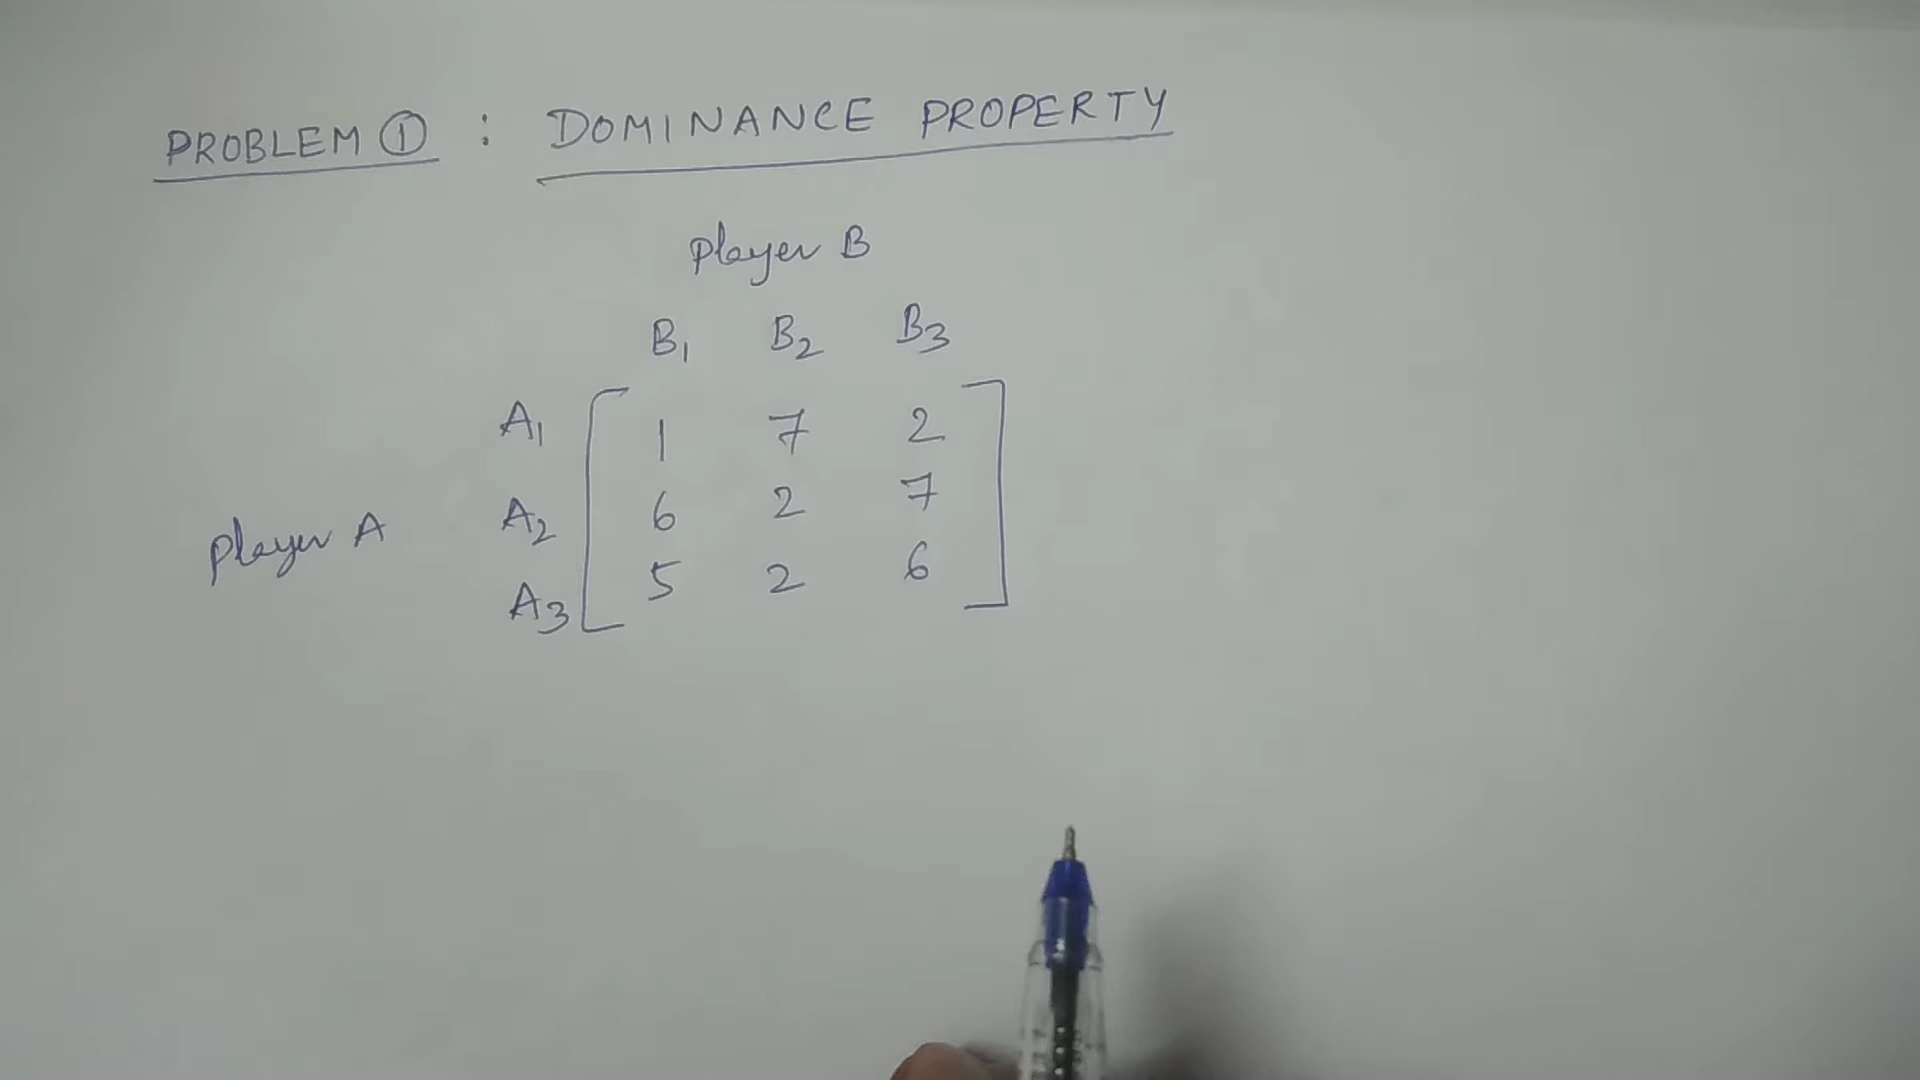 PROBLEM ① : DOMINANCE PROPERTY
Player B
B₁ B₂ B₃
A₁ 1 7 2
A₂ 6 2 7
Player A
A₃ 5 2 6